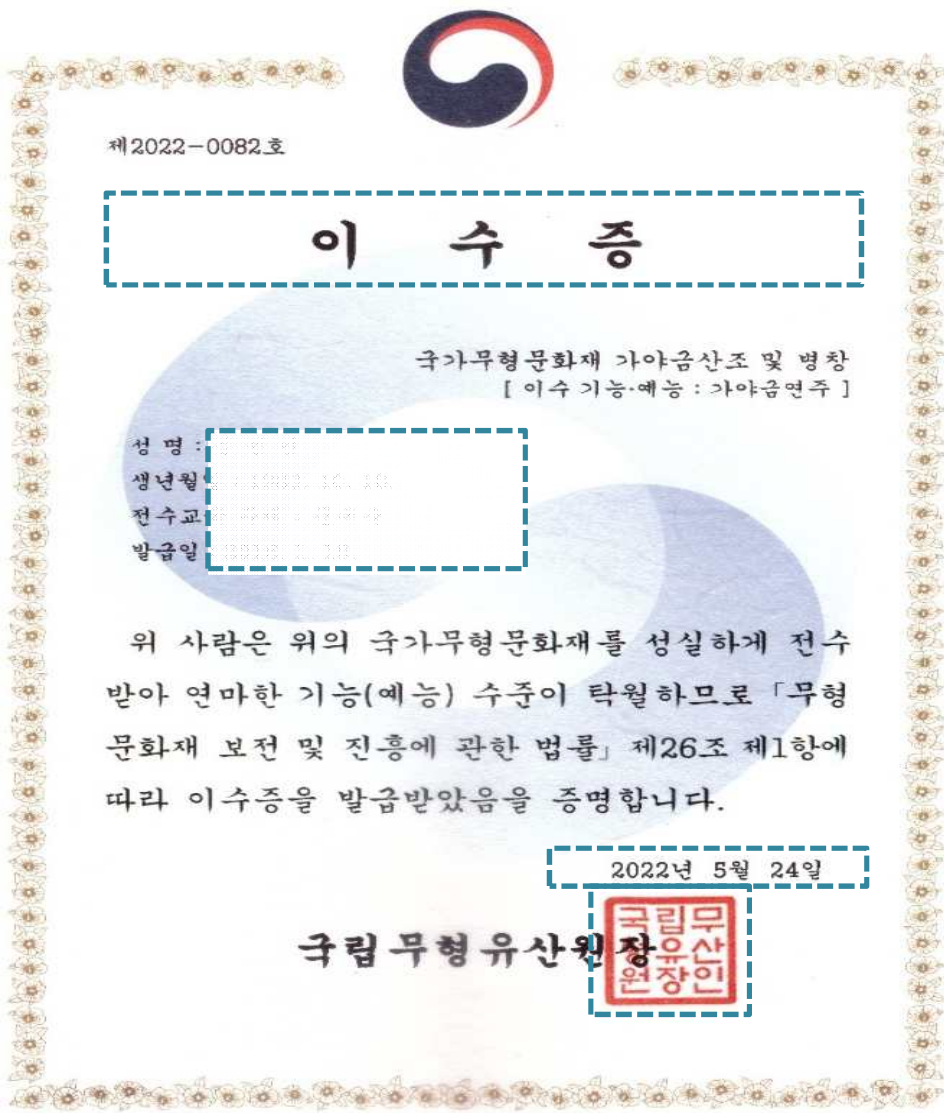 제2022-0082호
이 수 증
국가무형문화재 가야금산조 및 병창
[ 이수 기능·예능 : 가야금연주 ]
성 명 :
생년월
전수교
발급일
위 사람은 위의 국가무형문화재를 성실하게 전수
받아 연마한 기능(예능) 수준이 탁월하므로 「무형
문화재 보전 및 진흥에 관한 법률」 제26조 제1항에
따라 이수증을 발급받았음을 증명합니다.
2022년 5월 24일
국립무형유산원장
국립무
형유산
원장인